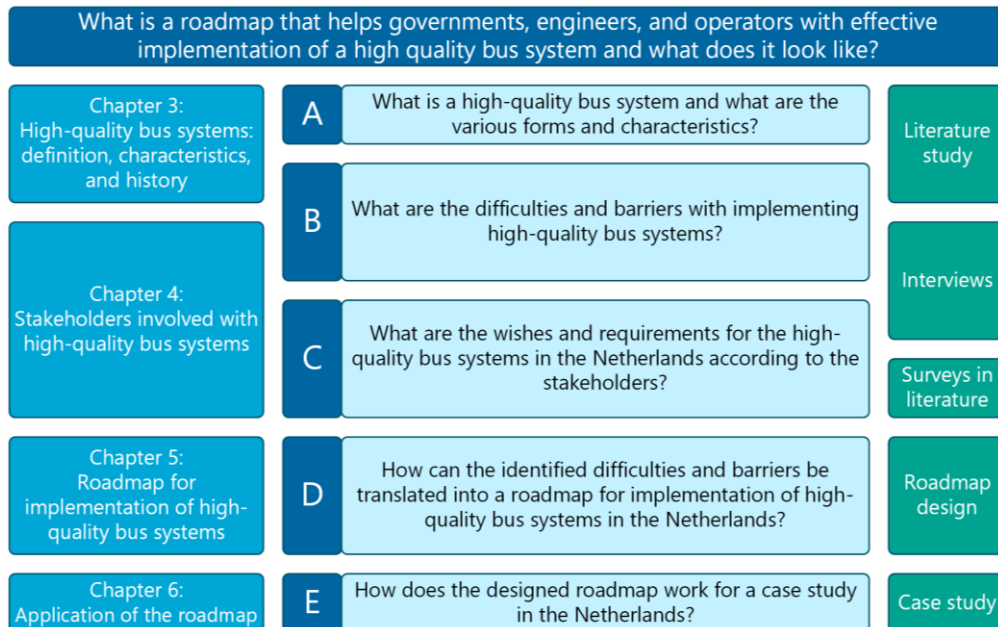 What is a roadmap that helps governments, engineers, and operators with effective
implementation of a high quality bus system and what does it look like?
Chapter 3:
High-quality bus systems:
definition, characteristics,
and history
A
What is a high-quality bus system and what are the
various forms and characteristics?
Literature
study
B
What are the difficulties and barriers with implementing
high-quality bus systems?
Chapter 4:
Stakeholders involved with
high-quality bus systems
Interviews
C
What are the wishes and requirements for the high-
quality bus systems in the Netherlands according to the
stakeholders?
Surveys in
literature
Chapter 5:
Roadmap for
implementation of high-
quality bus systems
D
How can the identified difficulties and barriers be
translated into a roadmap for implementation of high-
quality bus systems in the Netherlands?
Roadmap
design
Chapter 6:
Application of the roadmap
E
How does the designed roadmap work for a case study
in the Netherlands?
Case study